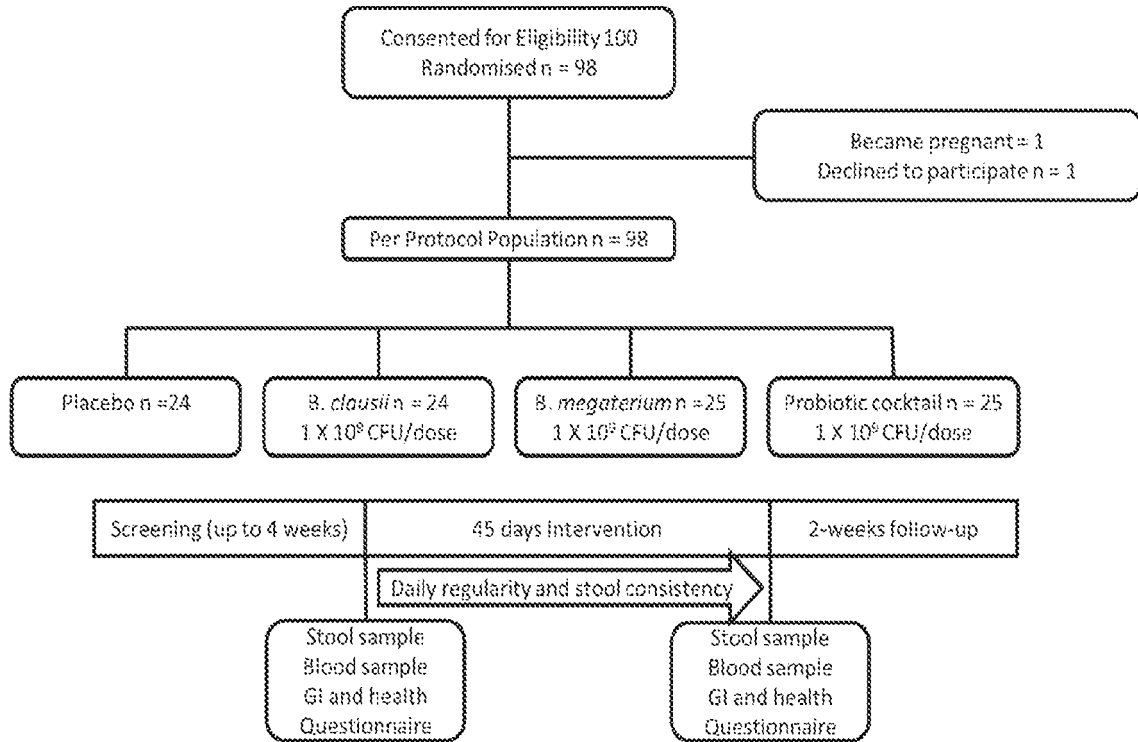 Consented for Eligibility 100
Randomised n = 98
Became pregnant = 1
Declined to participate n = 1
Per Protocol Population n = 98
Placebo n =24
B. clausii n = 24
1 X 10⁹ CFU/dose
B. megaterium n =25
1 X 10⁹ CFU/dose
Probiotic cocktail n = 25
1 X 10⁹ CFU/dose
Screening (up to 4 weeks)
45 days intervention
2-weeks follow-up
Daily regularity and stool consistency
Stool sample
Blood sample
GI and health
Questionnaire
Stool sample
Blood sample
GI and health
Questionnaire